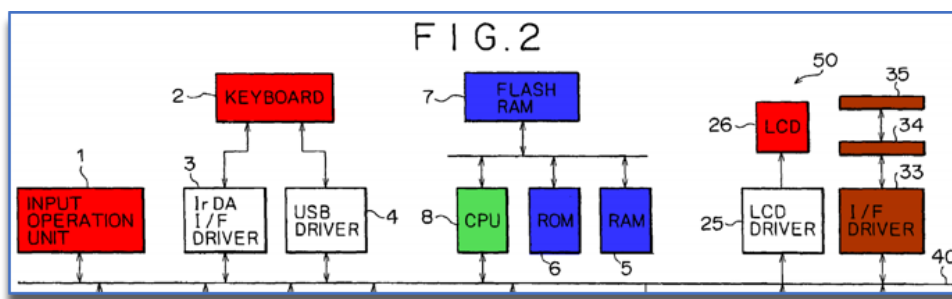 FIG.2
50
35
2
KEYBOARD
7
FLASH
RAM
26
LCD
34
1
3
33
INPUT
OPERATION
UNIT
IrDA
I/F
DRIVER
USB
DRIVER
4
8
CPU
ROM
RAM
25
LCD
DRIVER
I/F
DRIVER
6
5
40